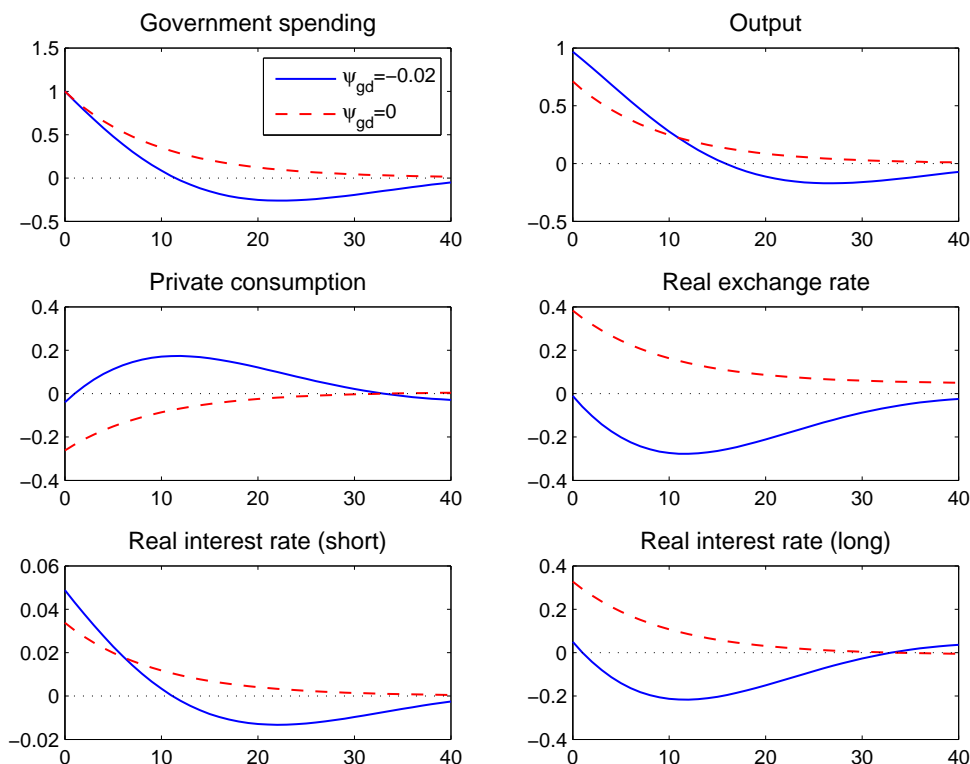 Government spending
1.5
1
0.5
0
−0.5
0 10 20 30 40
ψgd=−0.02
ψgd=0
Output
1
0.5
0
−0.5
0 10 20 30 40
Private consumption
0.4
0.2
0
−0.2
−0.4
0 10 20 30 40
Real exchange rate
0.4
0.2
0
−0.2
−0.4
0 10 20 30 40
Real interest rate (short)
0.06
0.04
0.02
0
−0.02
0 10 20 30 40
Real interest rate (long)
0.4
0.2
0
−0.2
−0.4
0 10 20 30 40